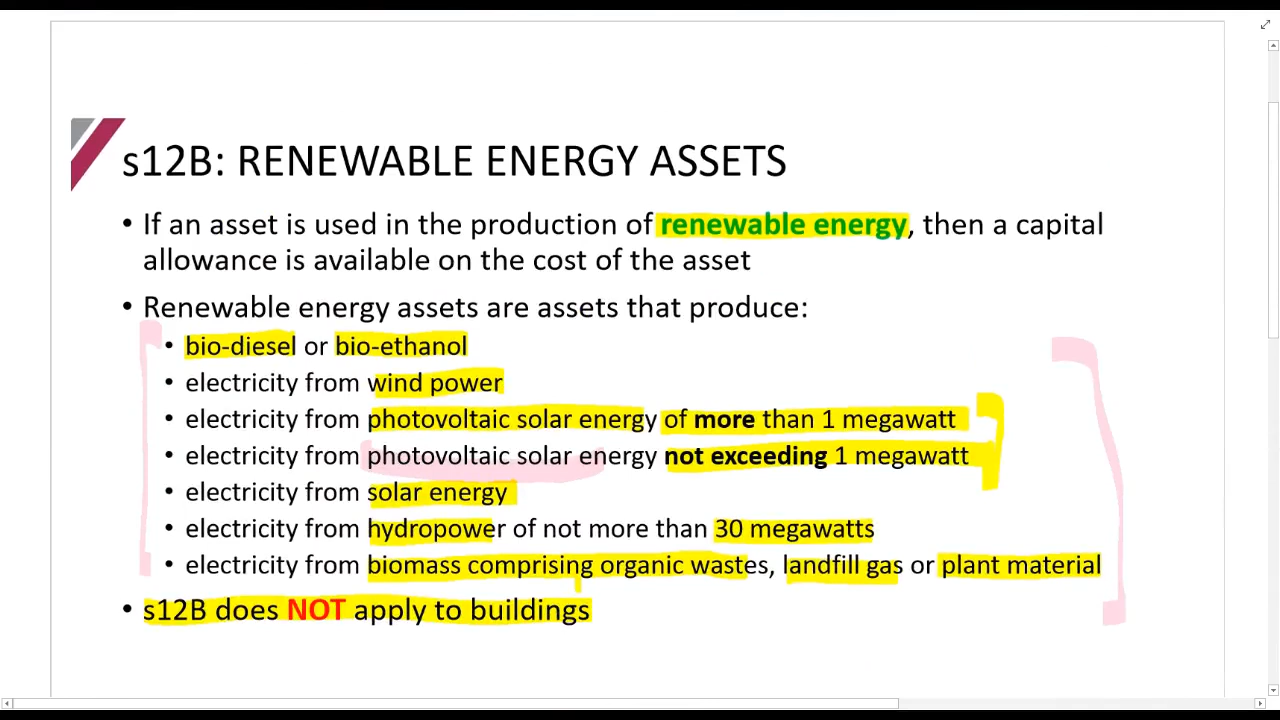 s12B: RENEWABLE ENERGY ASSETS
• If an asset is used in the production of renewable energy, then a capital
allowance is available on the cost of the asset
• Renewable energy assets are assets that produce:
• bio-diesel or bio-ethanol
• electricity from wind power
• electricity from photovoltaic solar energy of more than 1 megawatt
• electricity from photovoltaic solar energy not exceeding 1 megawatt
• electricity from solar energy
• electricity from hydropower of not more than 30 megawatts
• electricity from biomass comprising organic wastes, landfill gas or plant material
• s12B does NOT apply to buildings